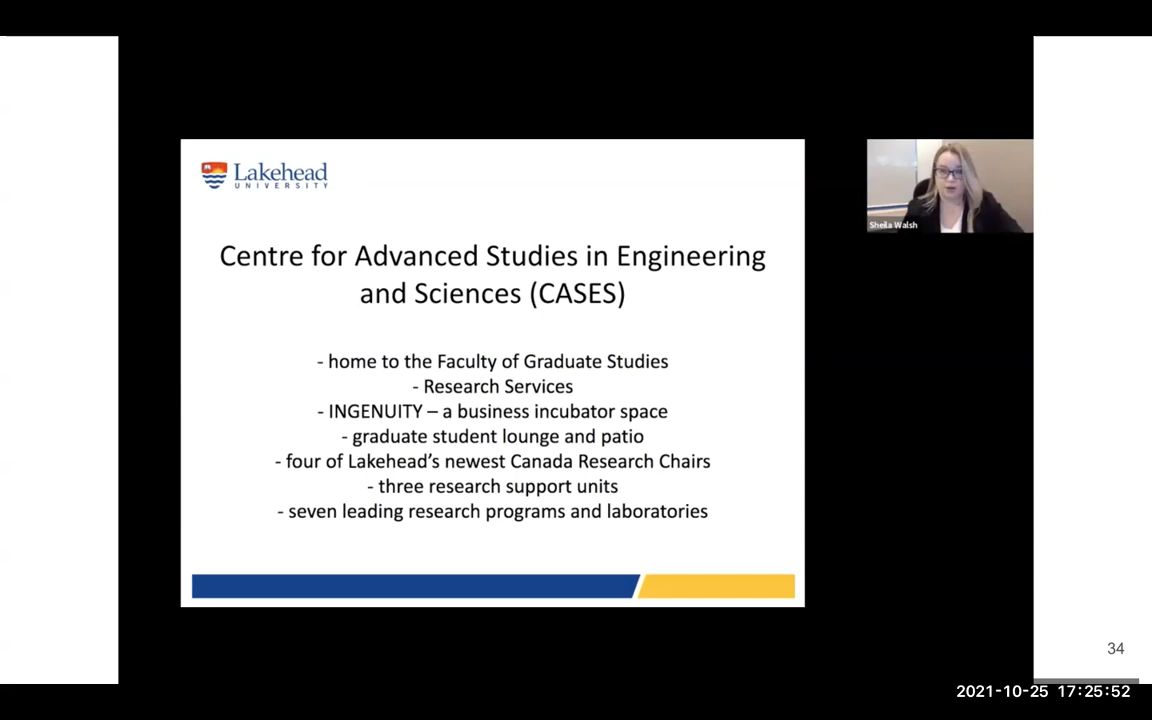 Lakehead
UNIVERSITY
Centre for Advanced Studies in Engineering
and Sciences (CASES)
- home to the Faculty of Graduate Studies
- Research Services
- INGENUITY – a business incubator space
- graduate student lounge and patio
- four of Lakehead's newest Canada Research Chairs
- three research support units
- seven leading research programs and laboratories
Sheila Walsh
34
2021-10-25 17:25:52